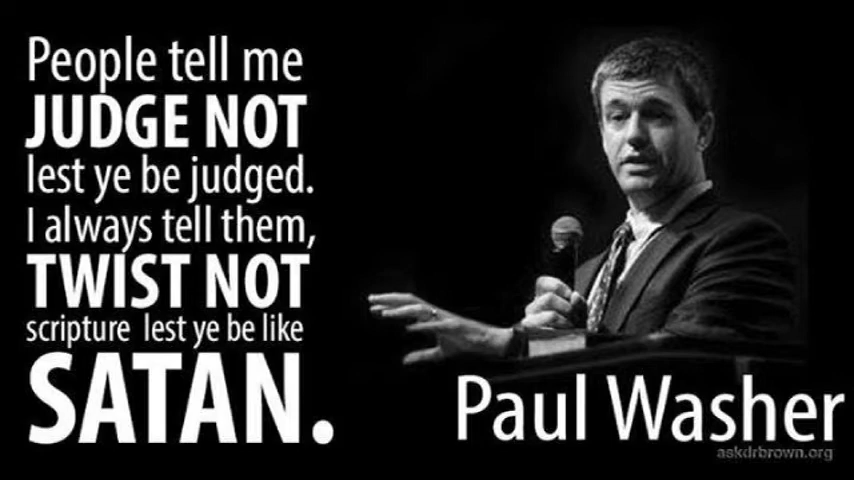 People tell me
JUDGE NOT
lest ye be judged.
I always tell them,
TWIST NOT
scripture lest ye be like
SATAN.
Paul Washer
askdrbrown.org